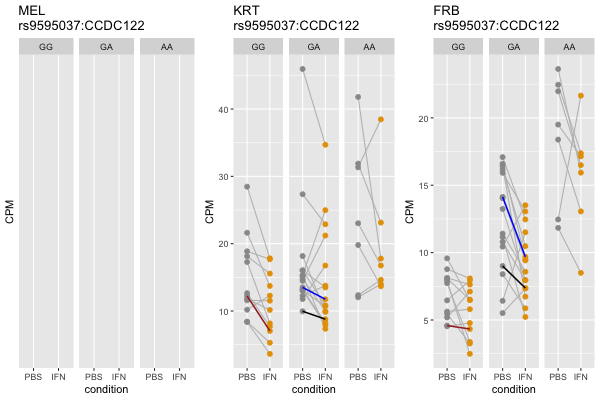 MEL
rs9595037:CCDC122
GG GA AA
CPM
PBS IFN PBS IFN PBS IFN
condition
KRT
rs9595037:CCDC122
GG GA AA
CPM
40
30
20
10
PBS IFN PBS IFN PBS IFN
condition
FRB
rs9595037:CCDC122
GG GA AA
CPM
20
15
10
5
PBS IFN PBS IFN PBS IFN
condition